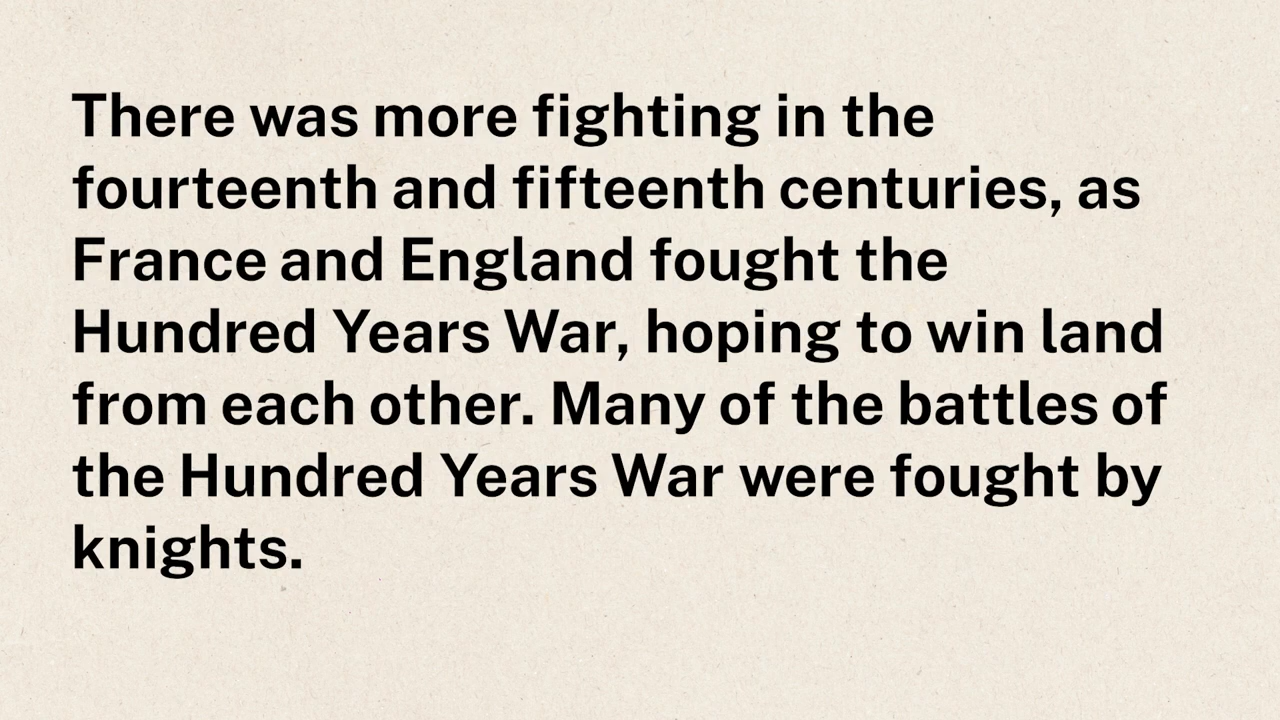 There was more fighting in the
fourteenth and fifteenth centuries, as
France and England fought the
Hundred Years War, hoping to win land
from each other. Many of the battles of
the Hundred Years War were fought by
knights.